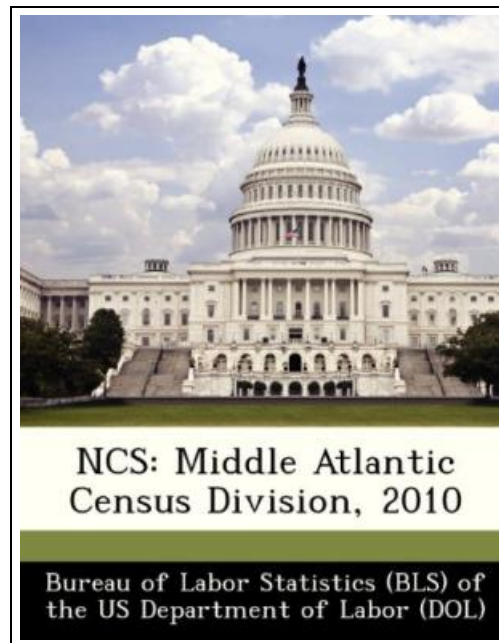 NCS: Middle Atlantic
Census Division, 2010
Bureau of Labor Statistics (BLS) of
the US Department of Labor (DOL)